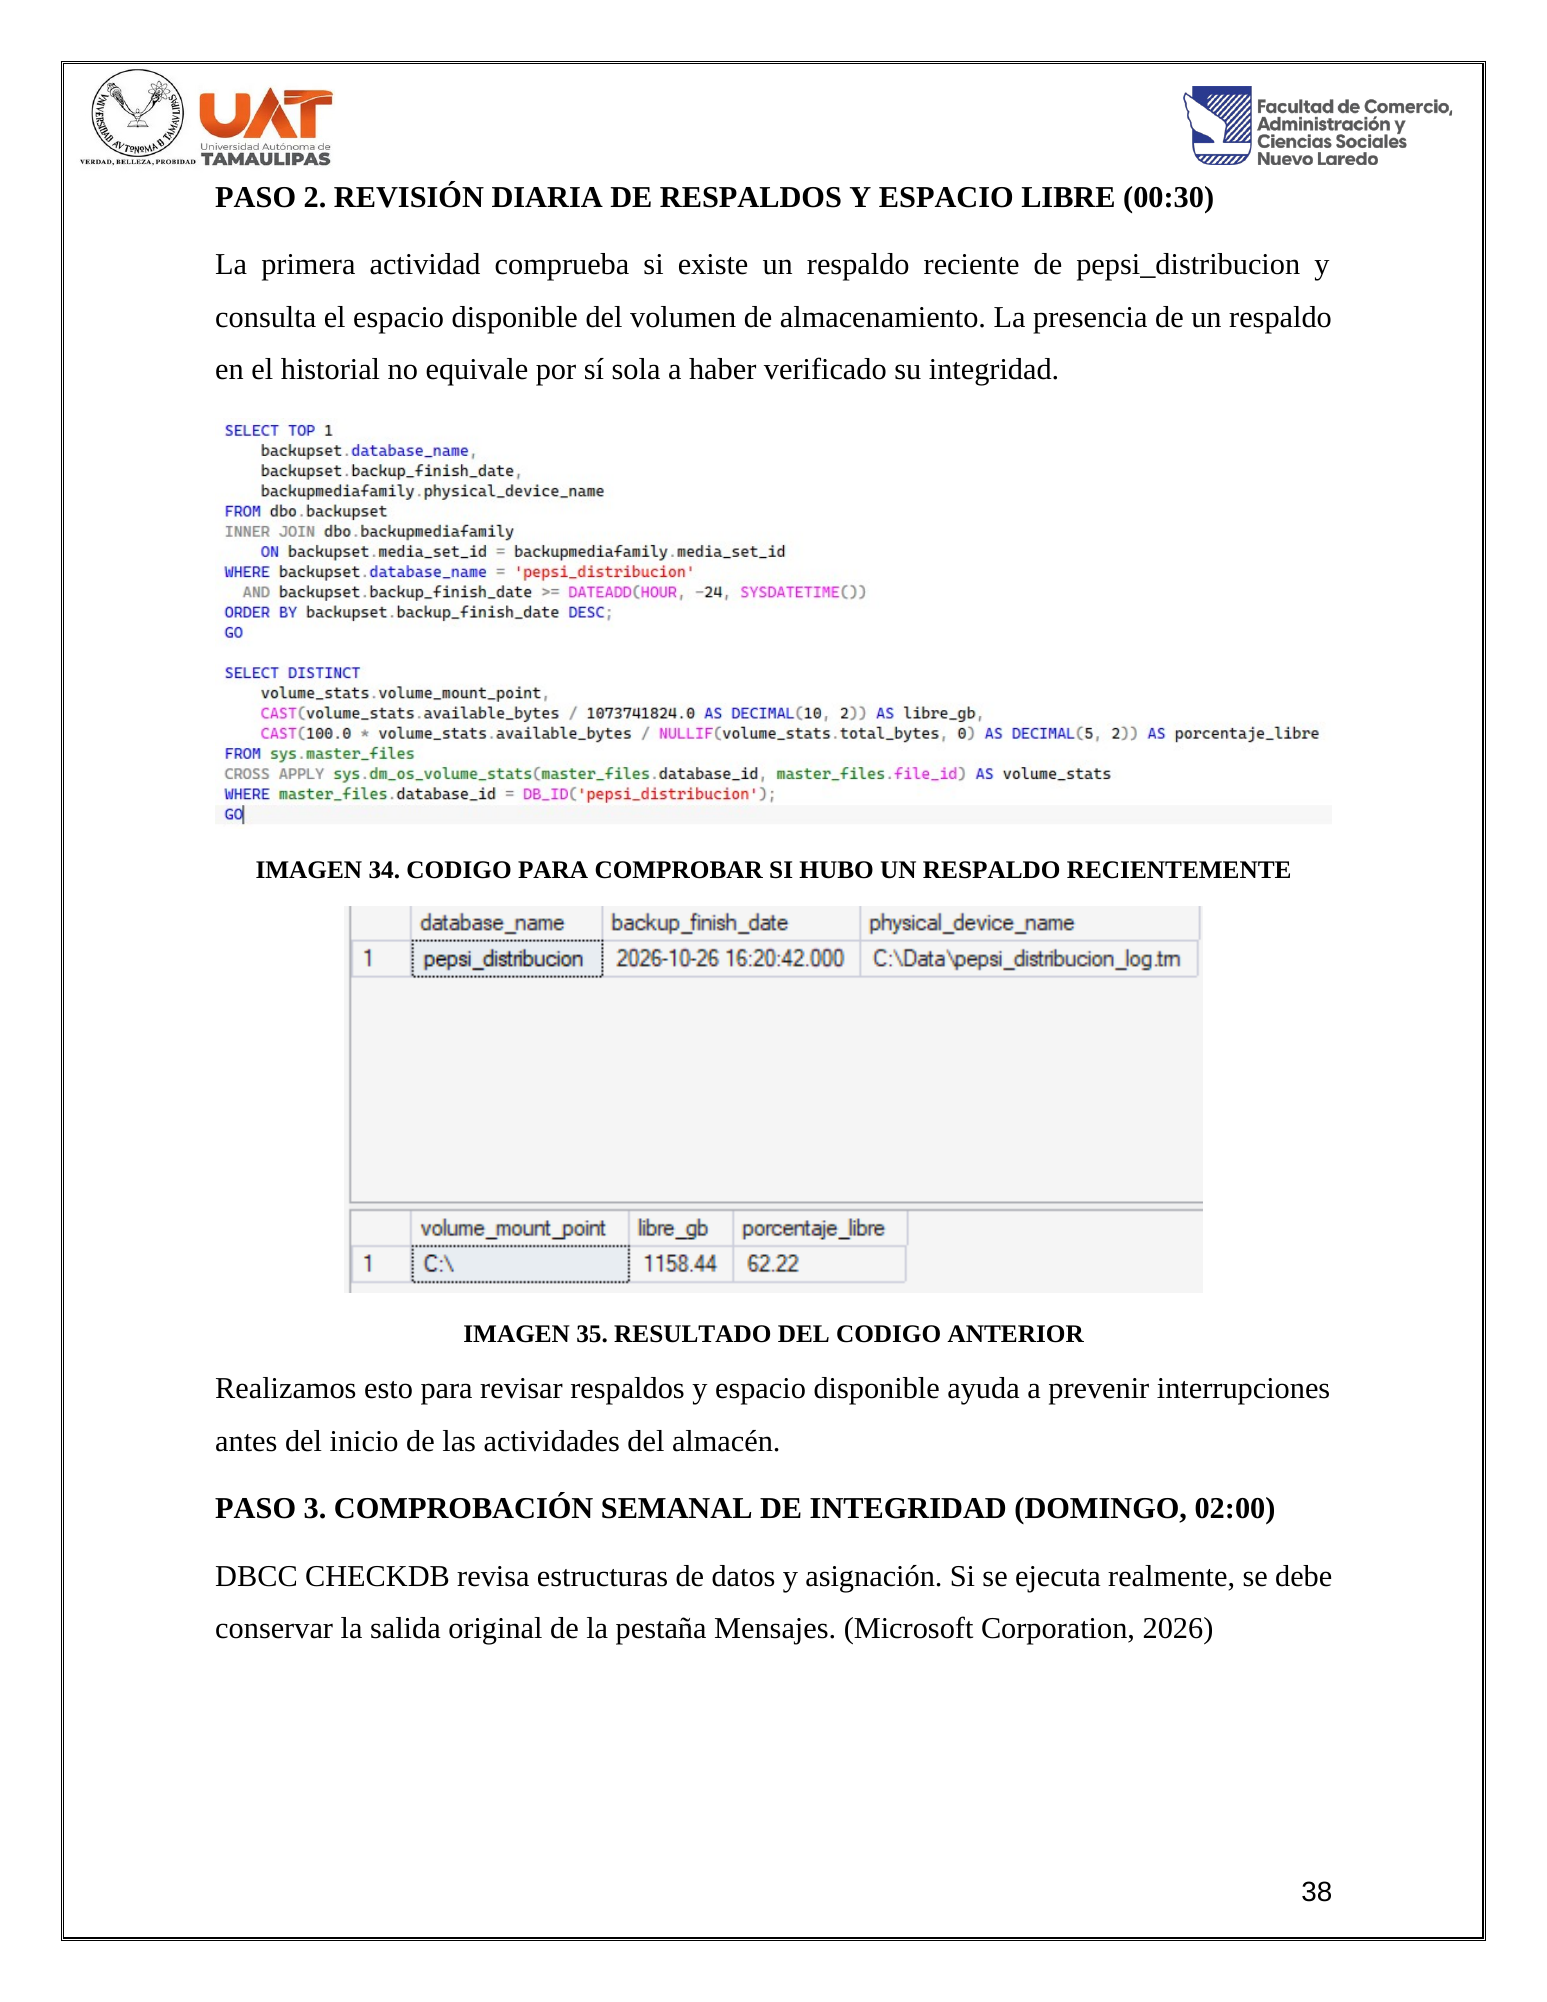 VNIVERSIDAD AVTONOMA D TAMAVLIPAS
VERDAD, BELLEZA, PROBIDAD
UAT
Universidad Autónoma de
TAMAULIPAS
Facultad de Comercio,
Administración y
Ciencias Sociales
Nuevo Laredo
PASO 2. REVISIÓN DIARIA DE RESPALDOS Y ESPACIO LIBRE (00:30)
La primera actividad comprueba si existe un respaldo reciente de pepsi_distribucion y
consulta el espacio disponible del volumen de almacenamiento. La presencia de un respaldo
en el historial no equivale por sí sola a haber verificado su integridad.
SELECT TOP 1
backupset.database_name,
backupset.backup_finish_date,
backupmediafamily.physical_device_name
FROM dbo.backupset
INNER JOIN dbo.backupmediafamily
ON backupset.media_set_id = backupmediafamily.media_set_id
WHERE backupset.database_name = 'pepsi_distribucion'
AND backupset.backup_finish_date >= DATEADD(HOUR, -24, SYSDATETIME())
ORDER BY backupset.backup_finish_date DESC;
GO
SELECT DISTINCT
volume_stats.volume_mount_point,
CAST(volume_stats.available_bytes / 1073741824.0 AS DECIMAL(10, 2)) AS libre_gb,
CAST(100.0 * volume_stats.available_bytes / NULLIF(volume_stats.total_bytes, 0) AS DECIMAL(5, 2)) AS porcentaje_libre
FROM sys.master_files
CROSS APPLY sys.dm_os_volume_stats(master_files.database_id, master_files.file_id) AS volume_stats
WHERE master_files.database_id = DB_ID('pepsi_distribucion');
GO
IMAGEN 34. CODIGO PARA COMPROBAR SI HUBO UN RESPALDO RECIENTEMENTE
database_name backup_finish_date physical_device_name
1 pepsi_distribucion 2026-10-26 16:20:42.000 C:\Data\pepsi_distribucion_log.trn
volume_mount_point libre_gb porcentaje_libre
1 C:\ 1158.44 62.22
IMAGEN 35. RESULTADO DEL CODIGO ANTERIOR
Realizamos esto para revisar respaldos y espacio disponible ayuda a prevenir interrupciones
antes del inicio de las actividades del almacén.
PASO 3. COMPROBACIÓN SEMANAL DE INTEGRIDAD (DOMINGO, 02:00)
DBCC CHECKDB revisa estructuras de datos y asignación. Si se ejecuta realmente, se debe
conservar la salida original de la pestaña Mensajes. (Microsoft Corporation, 2026)
38